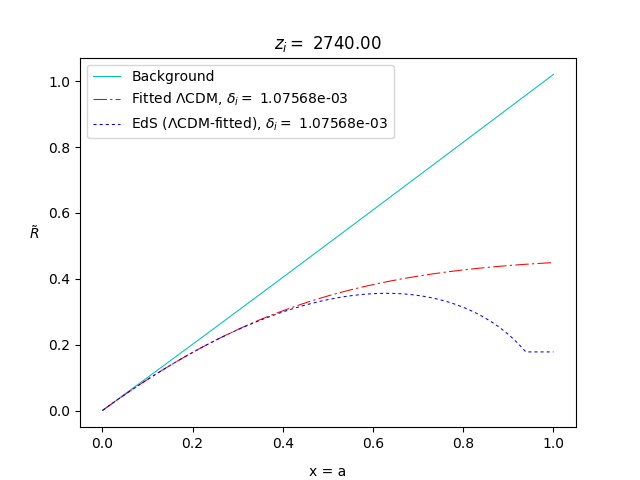 z_i = 2740.00
Background
Fitted ΛCDM, δ_i = 1.07568e-03
EdS (ΛCDM-fitted), δ_i = 1.07568e-03
1.0
0.8
0.6
R̃
0.4
0.2
0.0
0.0 0.2 0.4 0.6 0.8 1.0
x = a